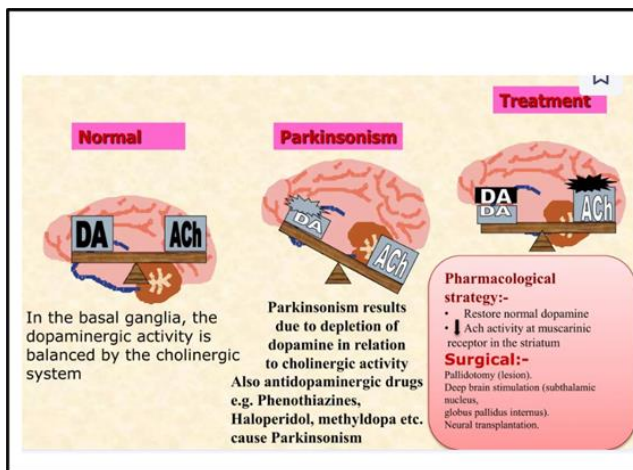 Normal
DA
ACh
In the basal ganglia, the
dopaminergic activity is
balanced by the cholinergic
system
Parkinsonism
DA
ACh
Parkinsonism results
due to depletion of
dopamine in relation
to cholinergic activity
Also antidopaminergic drugs
e.g. Phenothiazines,
Haloperidol, methyldopa etc.
cause Parkinsonism
Treatment
DA
DA
ACh
Pharmacological
strategy:-
• Restore normal dopamine
• ⬇ Ach activity at muscarinic
receptor in the striatum
Surgical:-
Pallidotomy (lesion).
Deep brain stimulation (subthalamic
nucleus,
globus pallidus internus).
Neural transplantation.